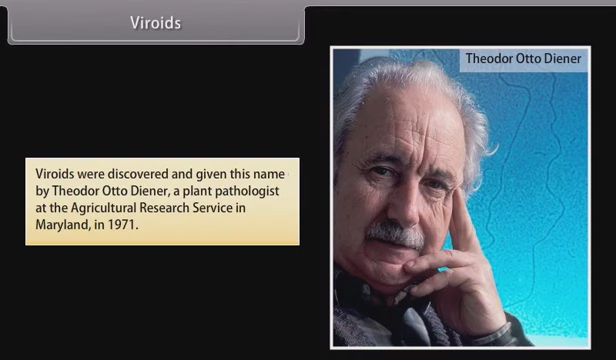 Viroids
Theodor Otto Diener
Viroids were discovered and given this name
by Theodor Otto Diener, a plant pathologist
at the Agricultural Research Service in
Maryland, in 1971.